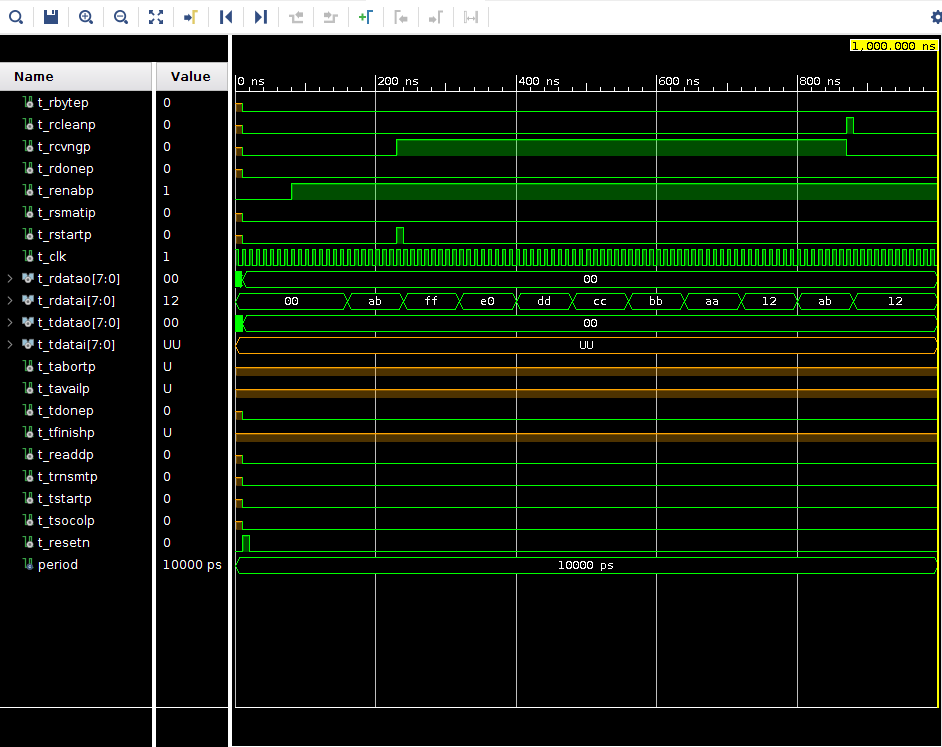 1,000.000 ns
Name Value 0 ns 200 ns 400 ns 600 ns 800 ns
t_rbytep 0
t_rcleanp 0
t_rcvngp 0
t_rdonep 0
t_renabp 1
t_rsmatip 0
t_rstartp 0
t_clk 1
t_rdatao[7:0] 00 00
t_rdatai[7:0] 12 00 ab ff e0 dd cc bb aa 12 ab 12
t_tdatao[7:0] 00 00
t_tdatai[7:0] UU UU
t_tabortp U
t_tavailp U
t_tdonep 0
t_tfinishp U
t_readdp 0
t_trnsmtp 0
t_tstartp 0
t_tsocolp 0
t_resetn 0
period 10000 ps 10000 ps